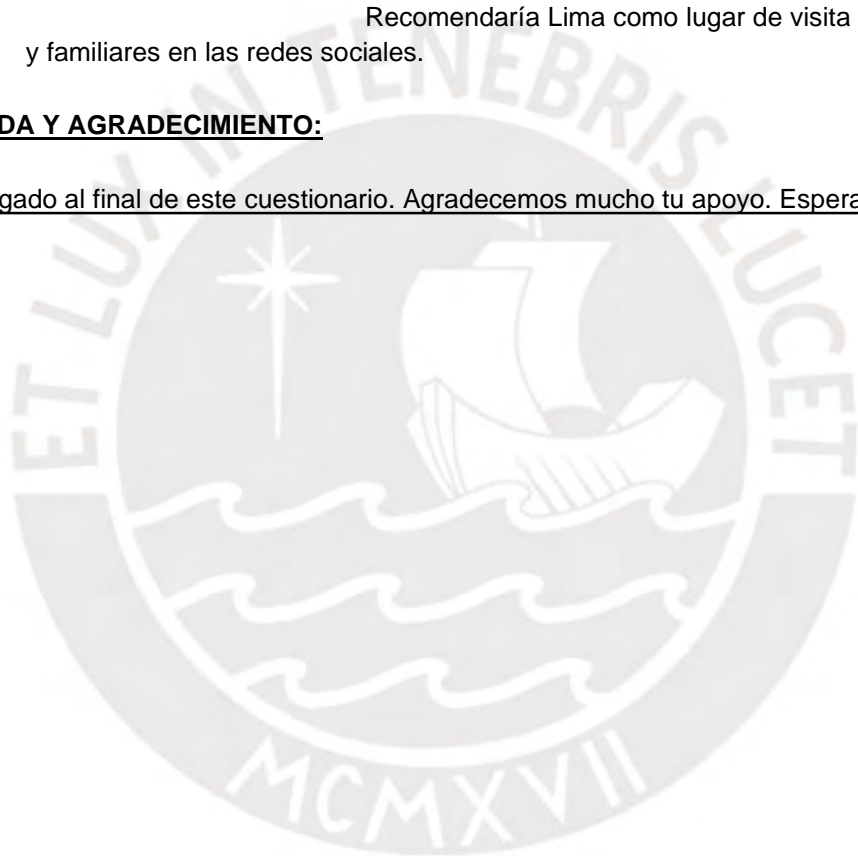 Recomendaría Lima como lugar de visita
y familiares en las redes sociales.
DA Y AGRADECIMIENTO:
gado al final de este cuestionario. Agradecemos mucho tu apoyo. Espera
ET LUX IN TENEBRIS LUCET
MCMXVII